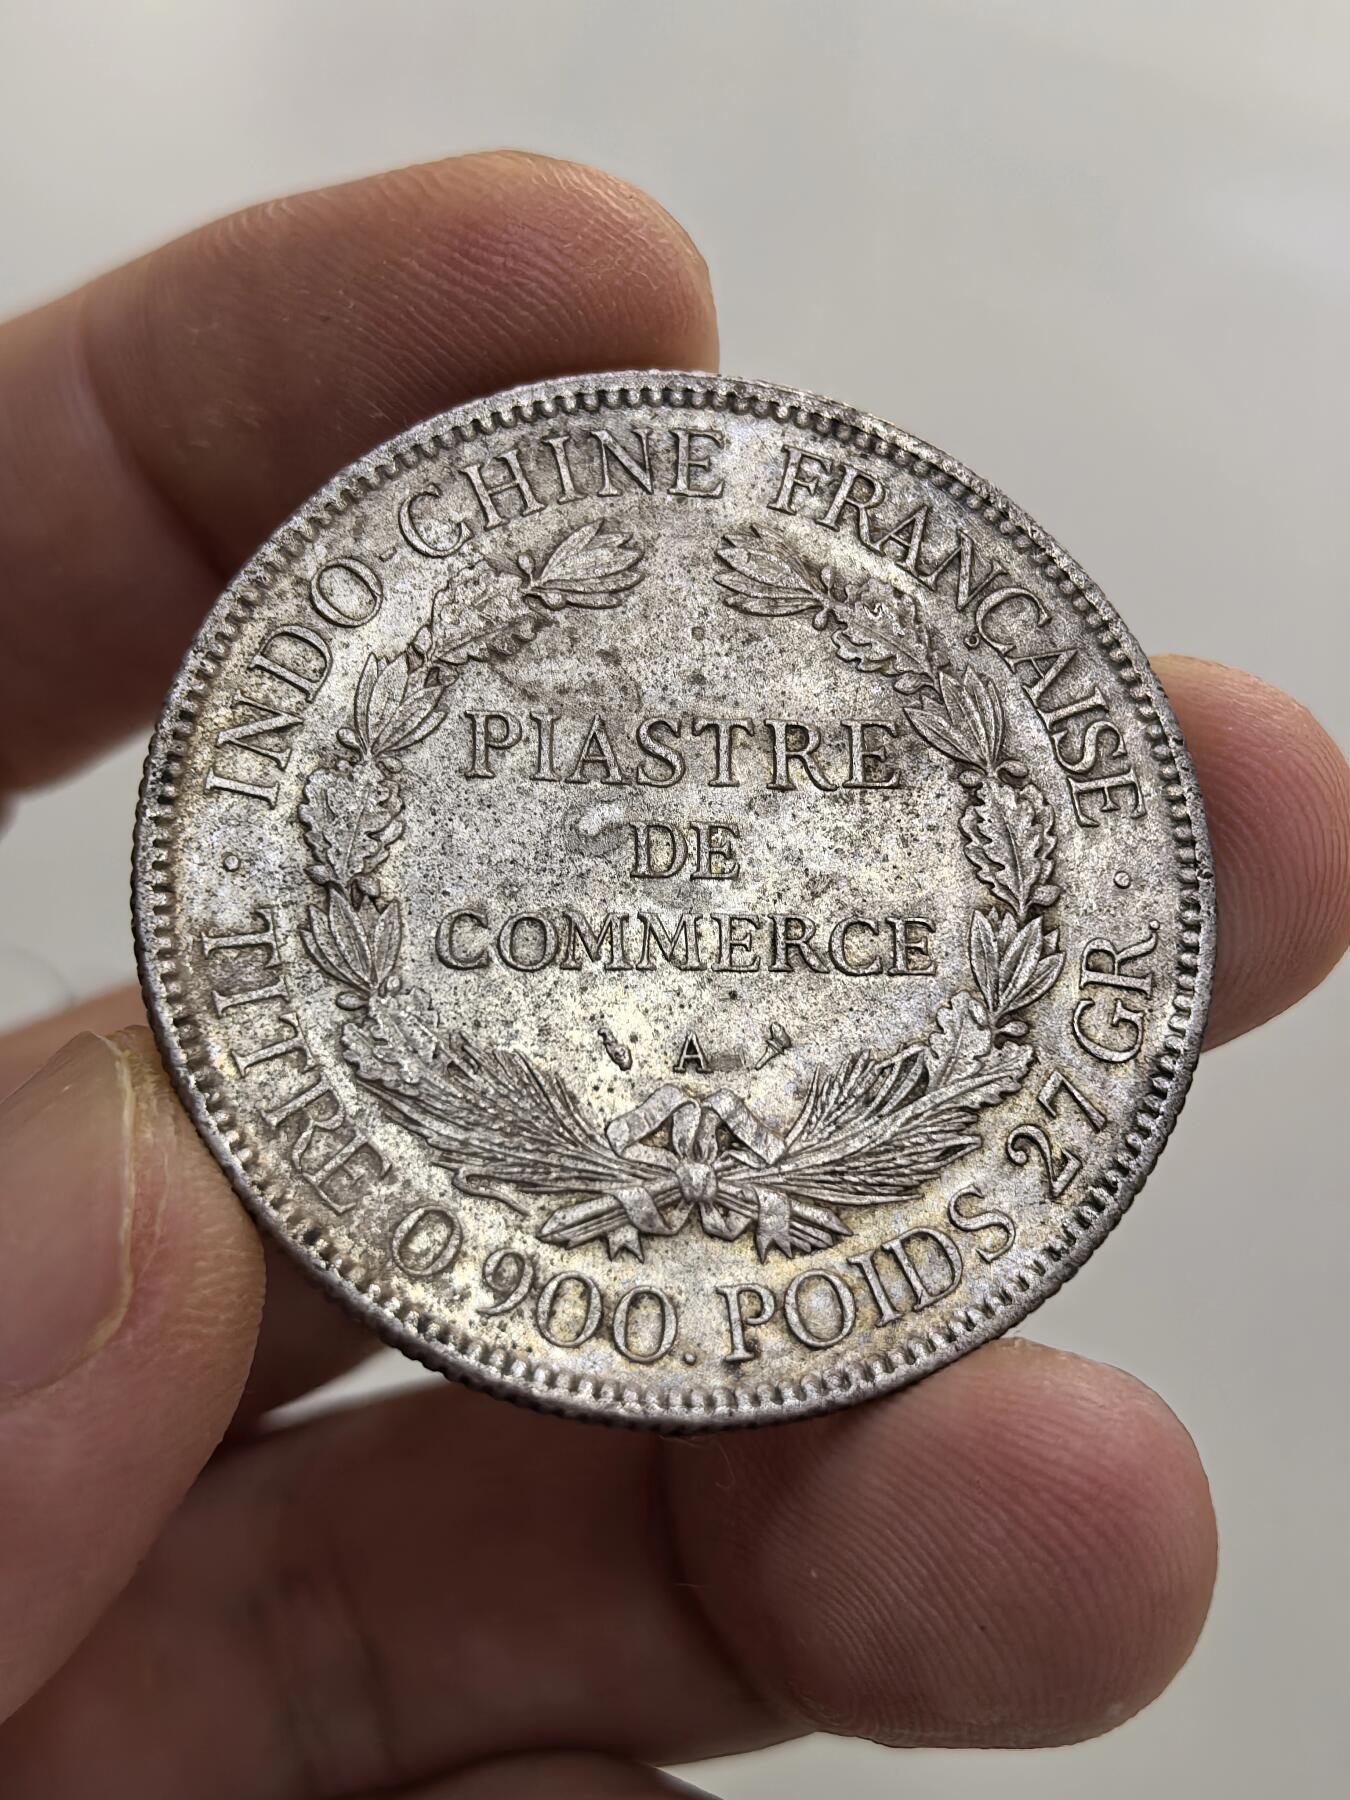 · INDO-CHINE FRANÇAISE ·
PIASTRE
DE
COMMERCE
A
TITRE 0 900. POIDS 27 GR.